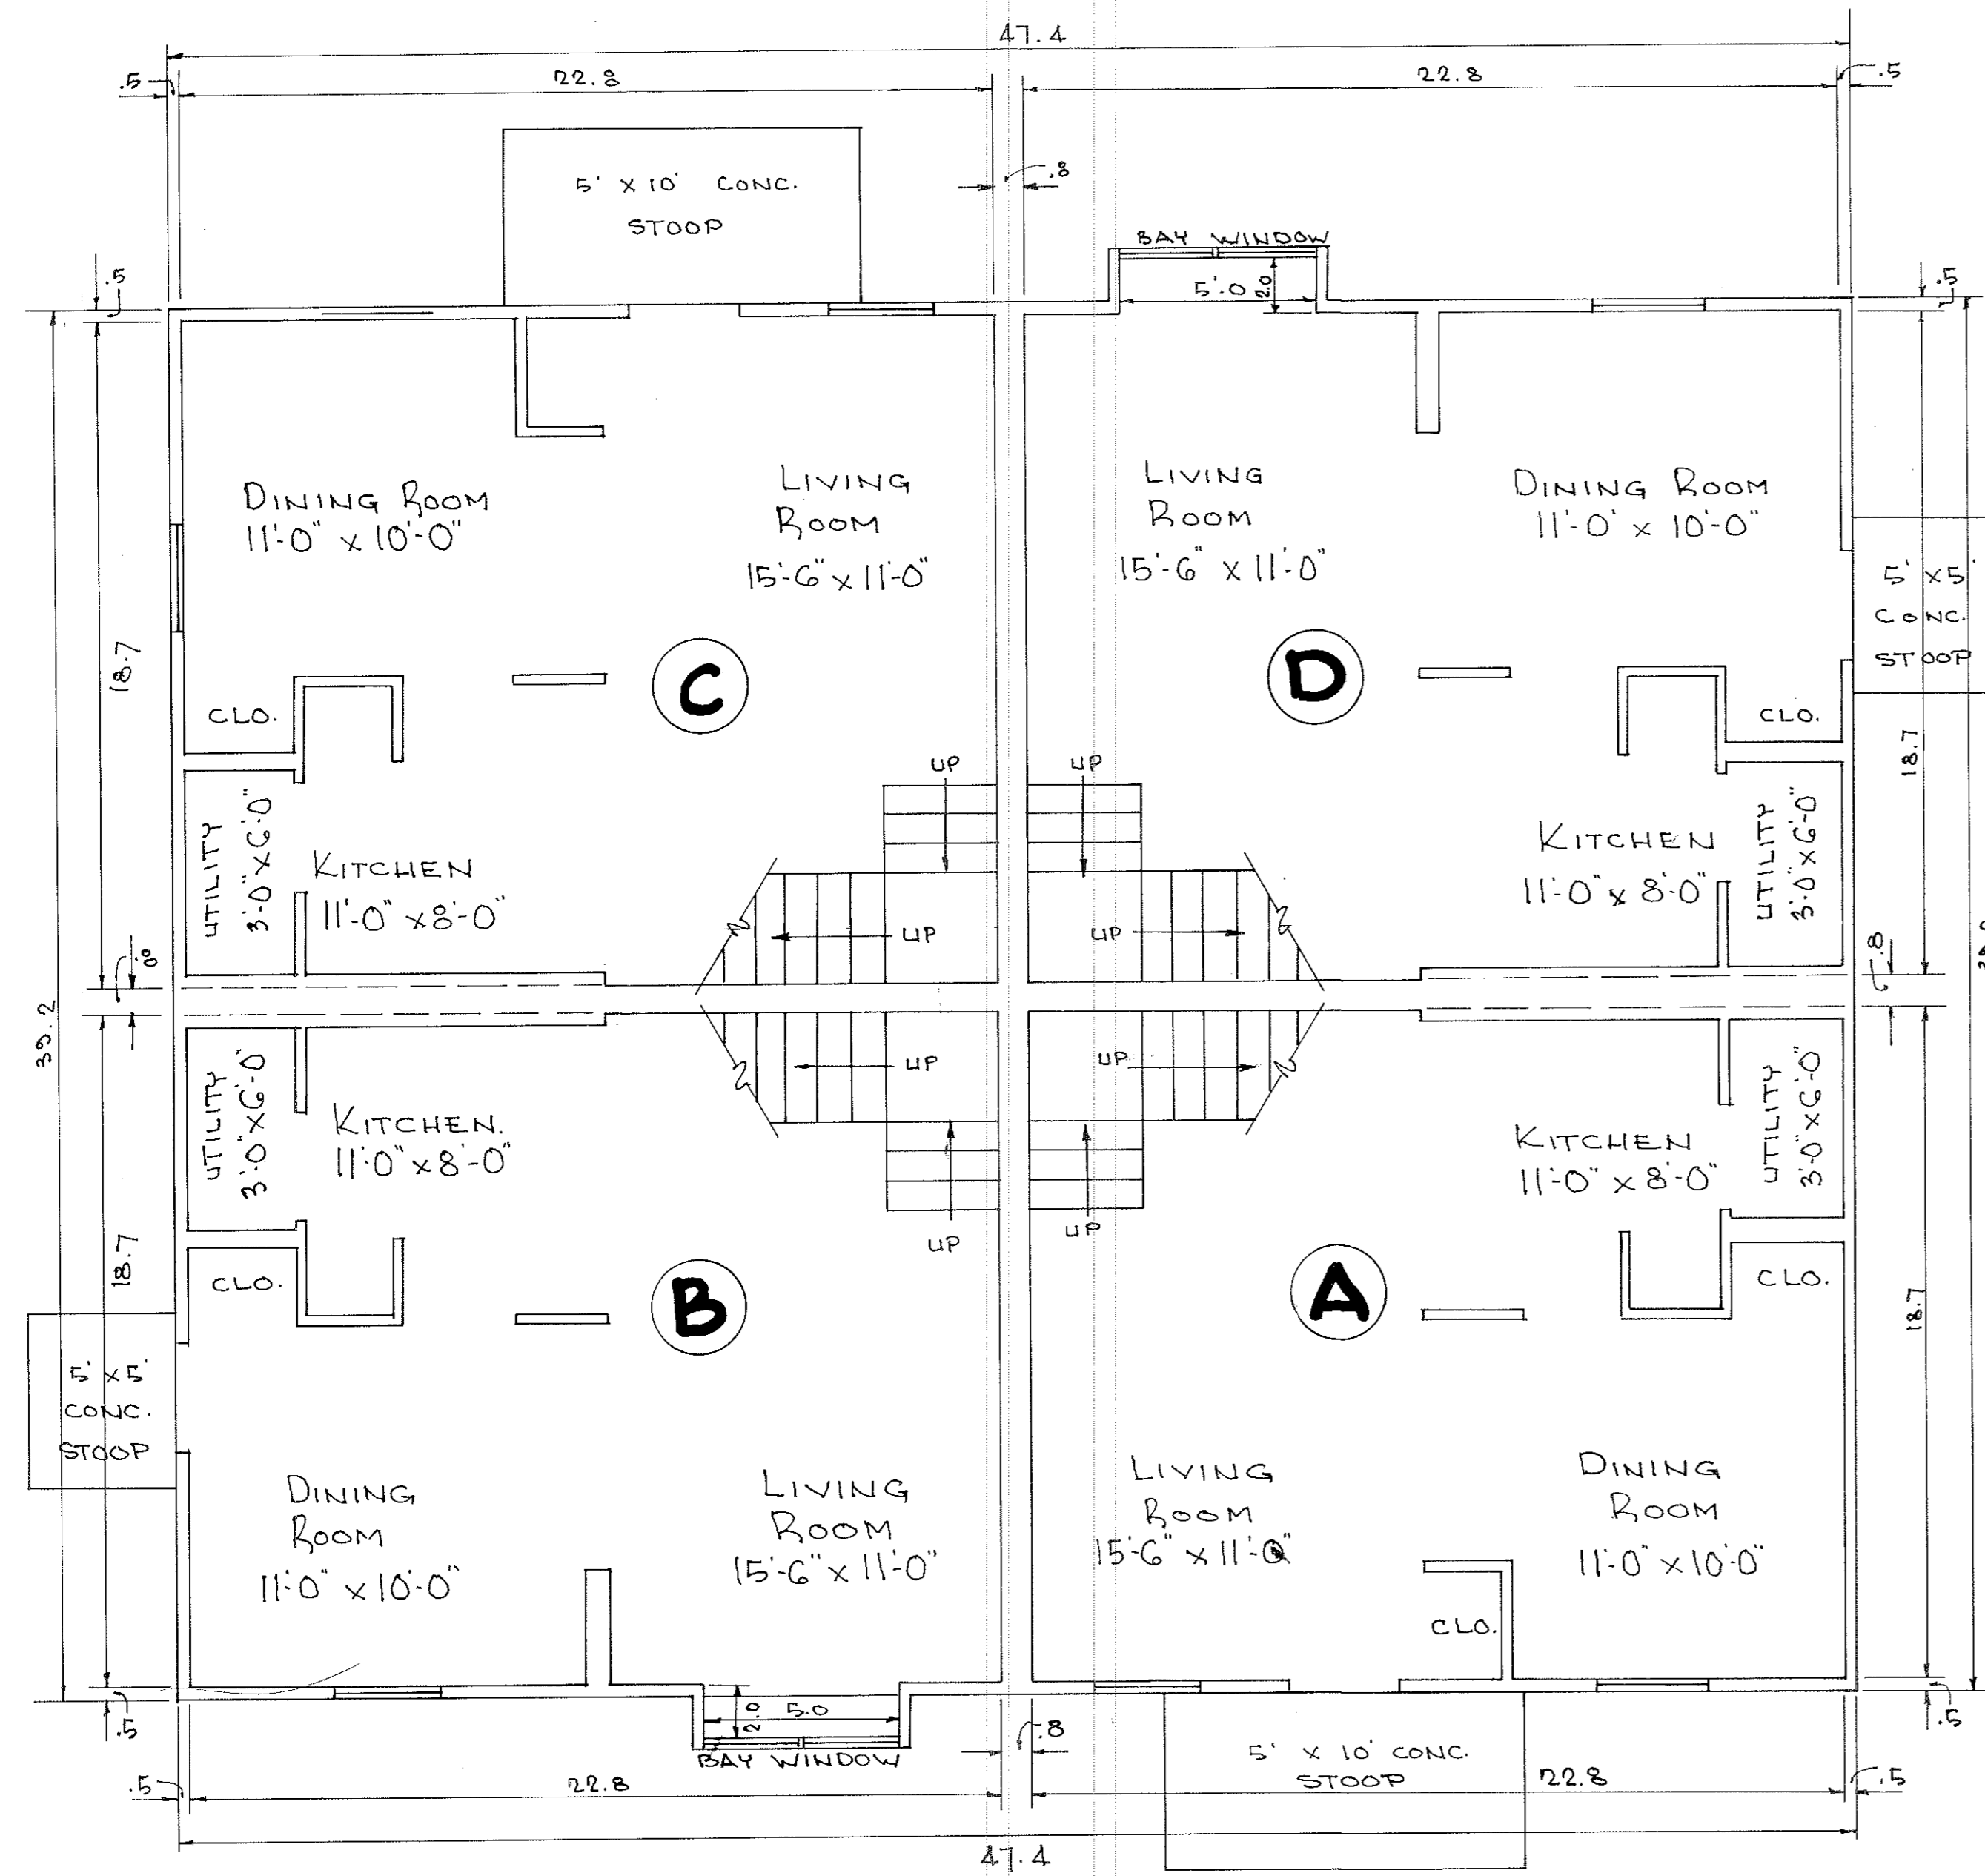 47.4
.5
22.8
22.8
.5
5' X 10' CONC.
STOOP
.8
BAY WINDOW
5'.0
2.0
.5
.5
DINING ROOM
11'-0" x 10'-0"
LIVING
ROOM
15'-6" x 11'-0"
LIVING
ROOM
15'-6" x 11'-0"
DINING ROOM
11'-0' x 10'-0"
5' x 5'
CONC.
STOOP
18.7
C
D
CLO.
CLO.
18.7
UP
UP
UTILITY
3'-0" x 6'-0"
KITCHEN
11'-0" x 8'-0"
UP
UP
KITCHEN
11'-0" x 8'-0"
UTILITY
3'-0" x 6'-0"
.8
.8
39.2
UTILITY
3'-0" x 6'-0"
KITCHEN.
11'-0" x 8'-0"
UP
UP
KITCHEN
11'-0" x 8'-0"
UTILITY
3'-0" x 6'-0"
UP
UP
18.7
CLO.
B
A
CLO.
18.7
5' x 5'
CONC.
STOOP
DINING
ROOM
11'-0" x 10'-0"
LIVING
ROOM
15'-6" x 11'-0"
LIVING
ROOM
15'-6" x 11'-0"
DINING
ROOM
11'-0" x 10'-0"
CLO.
.5
2.0
5.0
BAY WINDOW
.8
5' x 10' CONC.
STOOP
.5
.5
22.8
22.8
.5
47.4